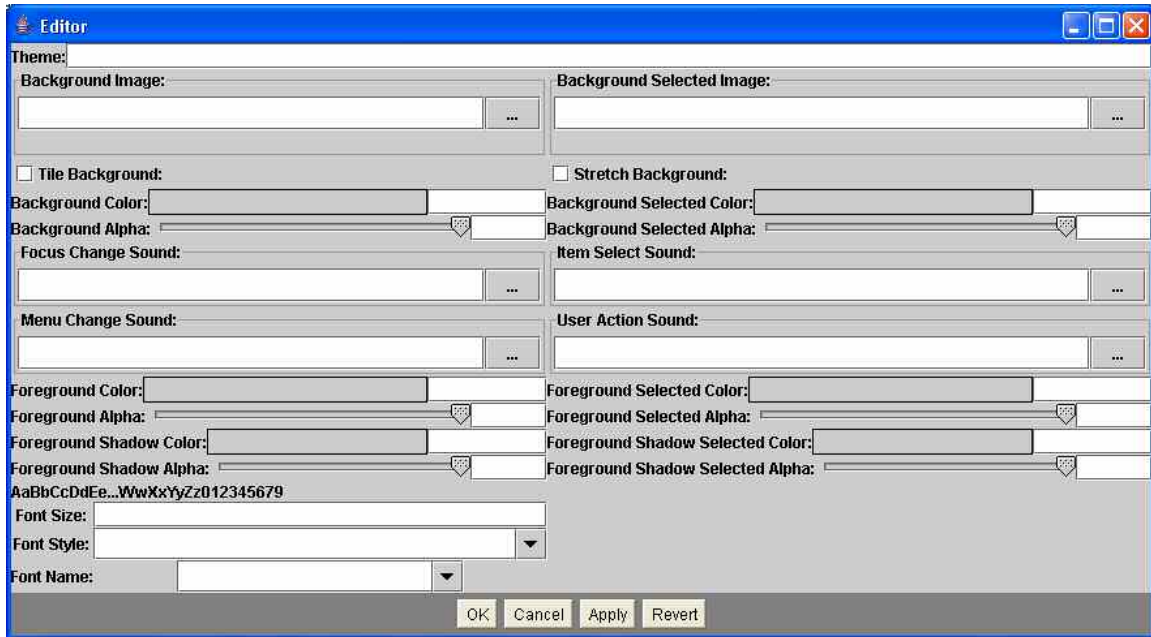 Editor
Theme:
Background Image: Background Selected Image:
... ...
Tile Background: Stretch Background:
Background Color: Background Selected Color:
Background Alpha: Background Selected Alpha:
Focus Change Sound: Item Select Sound:
... ...
Menu Change Sound: User Action Sound:
... ...
Foreground Color: Foreground Selected Color:
Foreground Alpha: Foreground Selected Alpha:
Foreground Shadow Color: Foreground Shadow Selected Color:
Foreground Shadow Alpha: Foreground Shadow Selected Alpha:
AaBbCcDdEe...WwXxYyZz012345679
Font Size:
Font Style:
Font Name:
OK Cancel Apply Revert